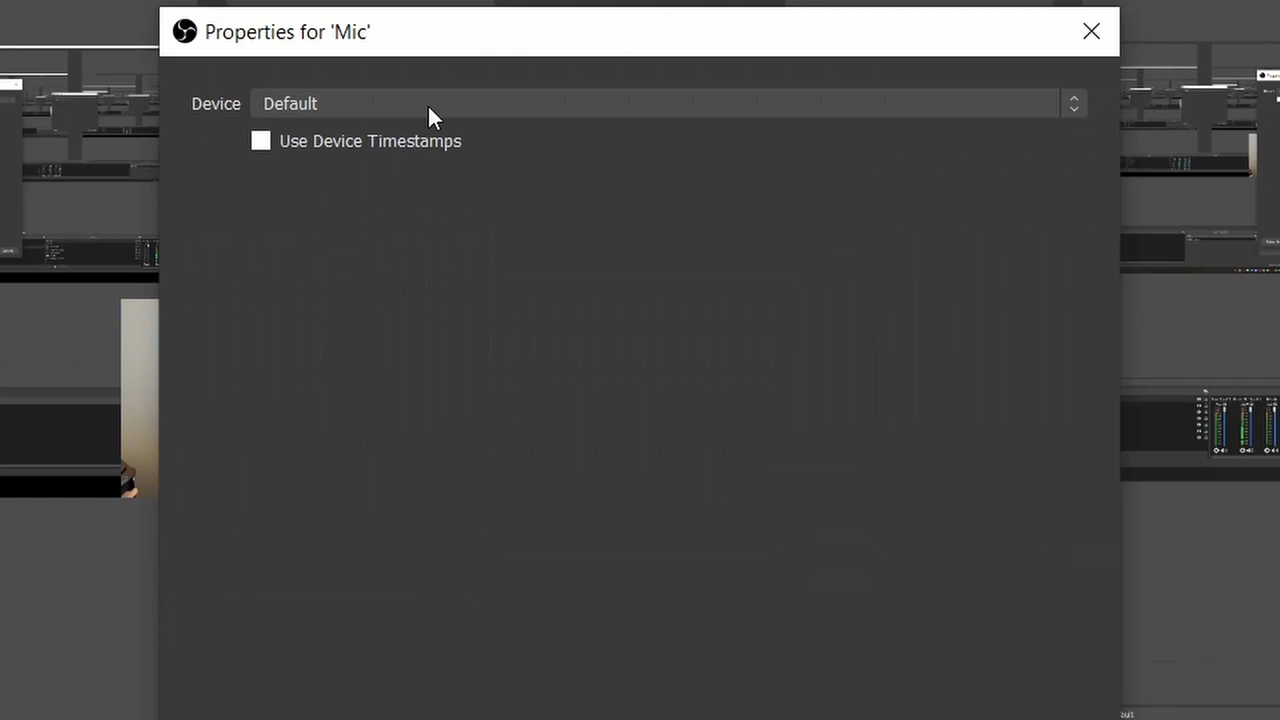 Properties for 'Mic'
Device Default
Use Device Timestamps